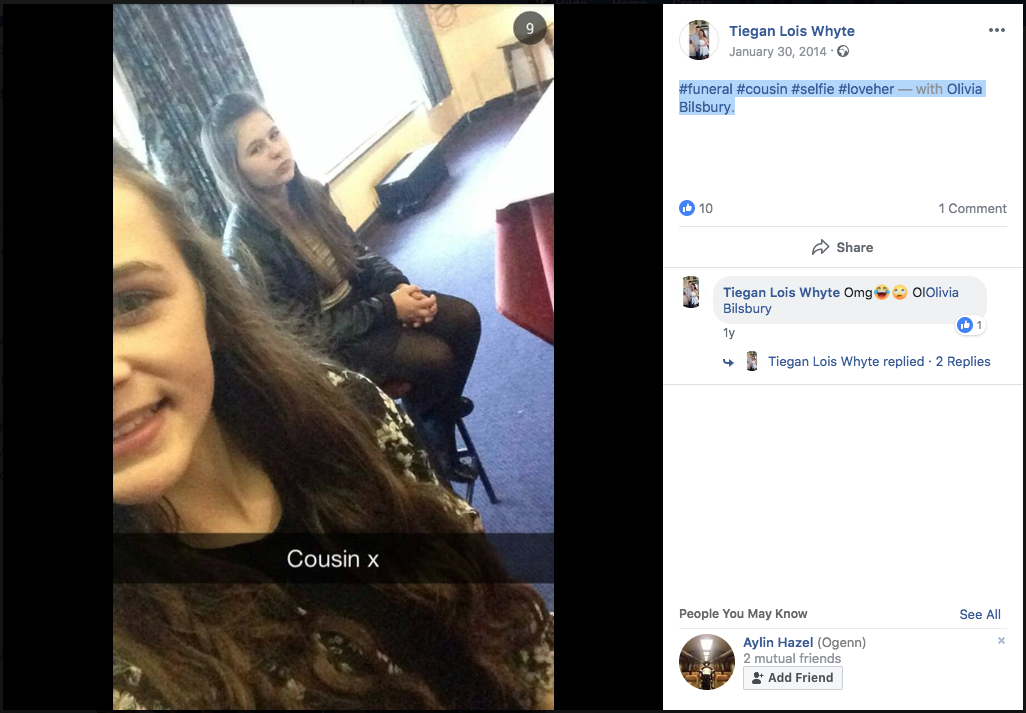 9
Cousin x
Tiegan Lois Whyte
January 30, 2014 ·
#funeral #cousin #selfie #loveher — with Olivia
Bilsbury.
10
1 Comment
Share
Tiegan Lois Whyte Omg😂🙄 OlOlivia
Bilsbury
1
1y
Tiegan Lois Whyte replied · 2 Replies
People You May Know
See All
Aylin Hazel (Ogenn)
2 mutual friends
Add Friend